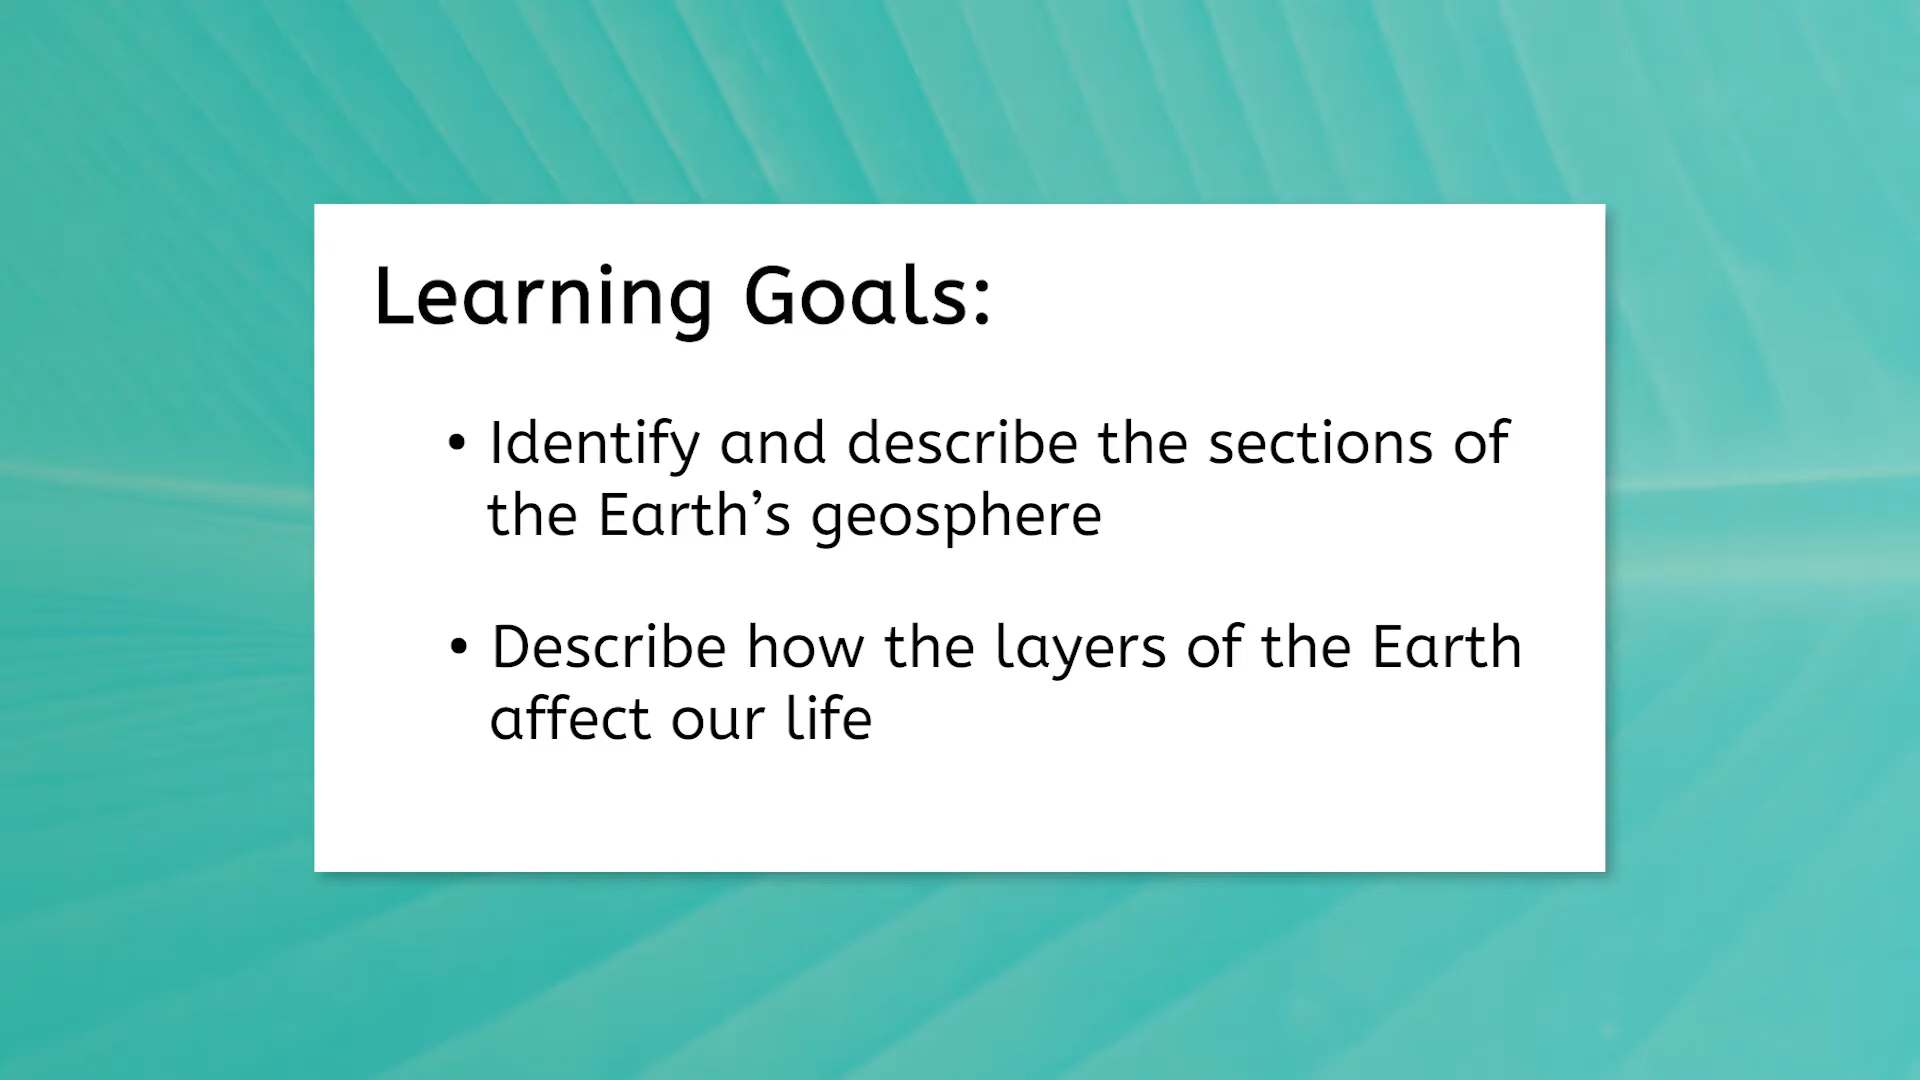 Learning Goals:
• Identify and describe the sections of
the Earth’s geosphere
• Describe how the layers of the Earth
affect our life